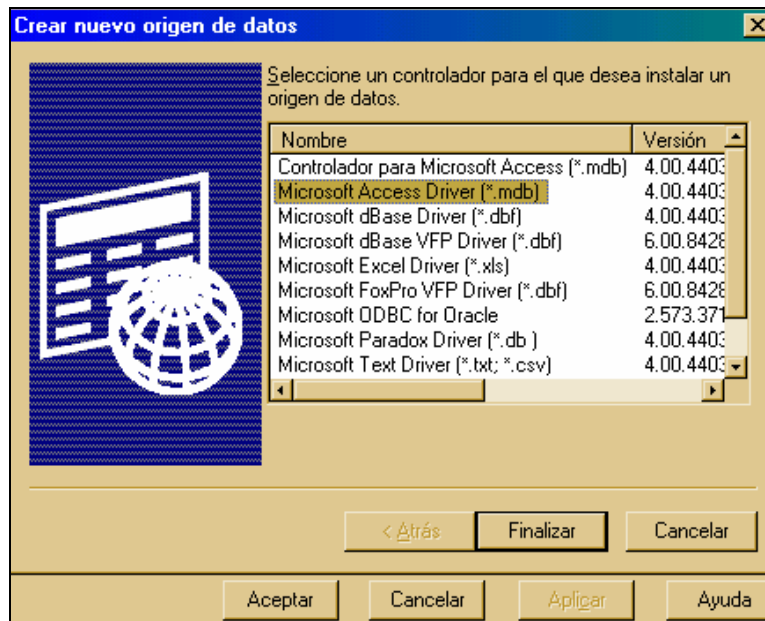 Crear nuevo origen de datos
Seleccione un controlador para el que desea instalar un
origen de datos.
Nombre Versión
Controlador para Microsoft Access (*.mdb) 4.00.4403
Microsoft Access Driver (*.mdb) 4.00.4403
Microsoft dBase Driver (*.dbf) 4.00.4403
Microsoft dBase VFP Driver (*.dbf) 6.00.8428
Microsoft Excel Driver (*.xls) 4.00.4403
Microsoft FoxPro VFP Driver (*.dbf) 6.00.8428
Microsoft ODBC for Oracle 2.573.371
Microsoft Paradox Driver (*.db ) 4.00.4403
Microsoft Text Driver (*.txt; *.csv) 4.00.4403
< Atrás Finalizar Cancelar
Aceptar Cancelar Aplicar Ayuda